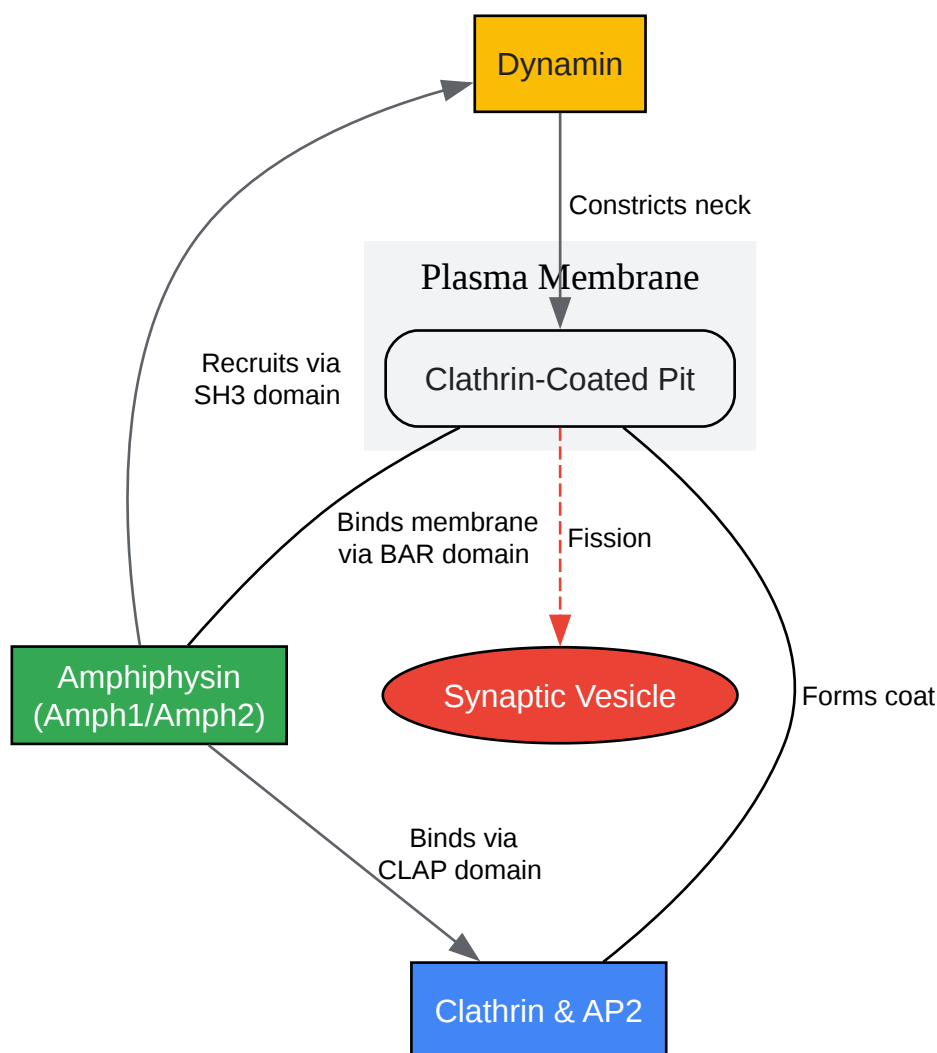 Dynamin
Constricts neck
Plasma Membrane
Clathrin-Coated Pit
Recruits via
SH3 domain
Binds membrane
via BAR domain
Fission
Amphiphysin
(Amph1/Amph2)
Synaptic Vesicle
Forms coat
Binds via
CLAP domain
Clathrin & AP2